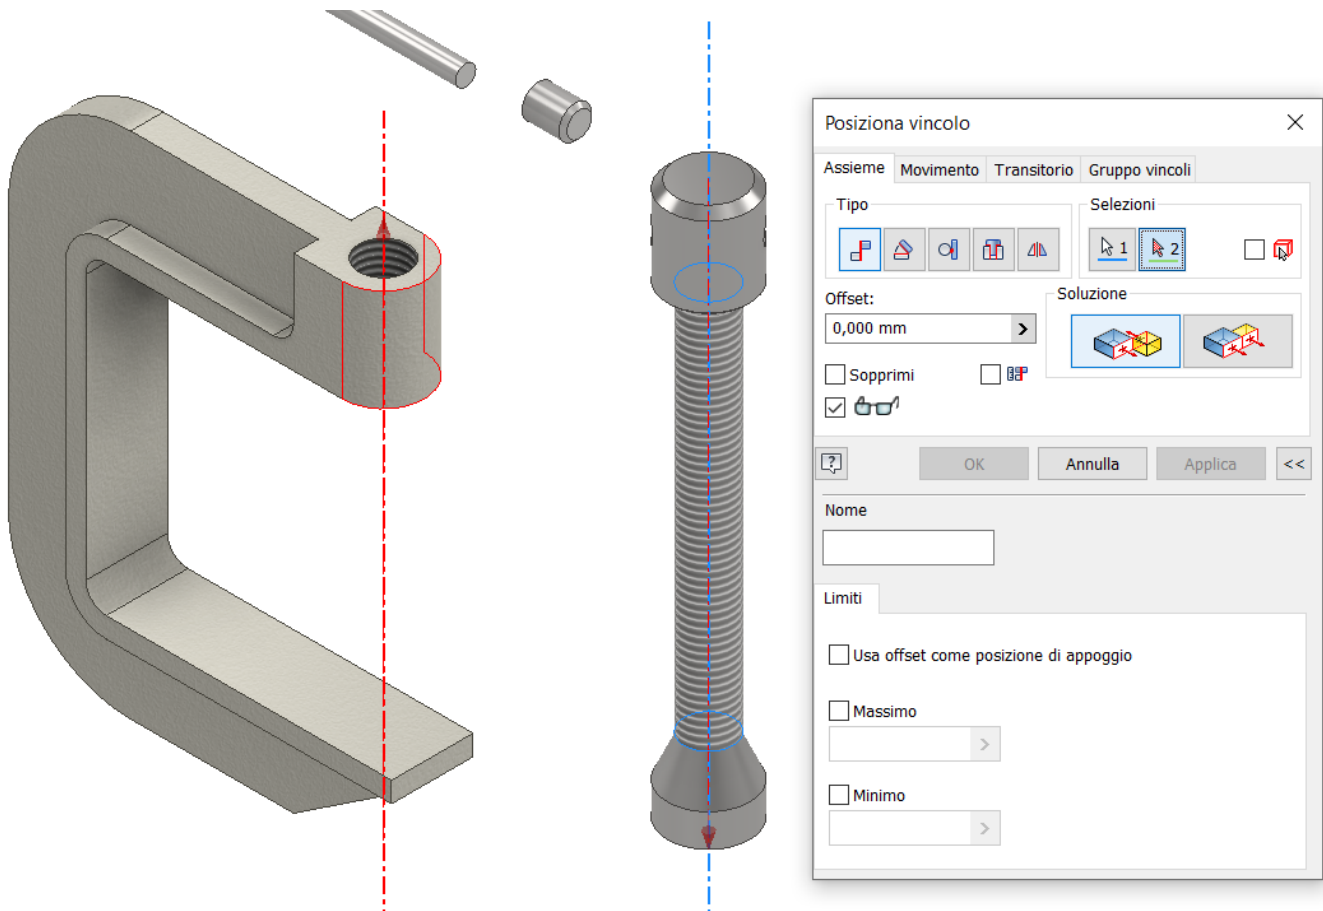 Posiziona vincolo
Assieme Movimento Transitorio Gruppo vincoli
Tipo
Selezioni
1 2
Offset:
Soluzione
0,000 mm
Sopprimi
?
OK Annulla Applica <<
Nome
Limiti
Usa offset come posizione di appoggio
Massimo
Minimo